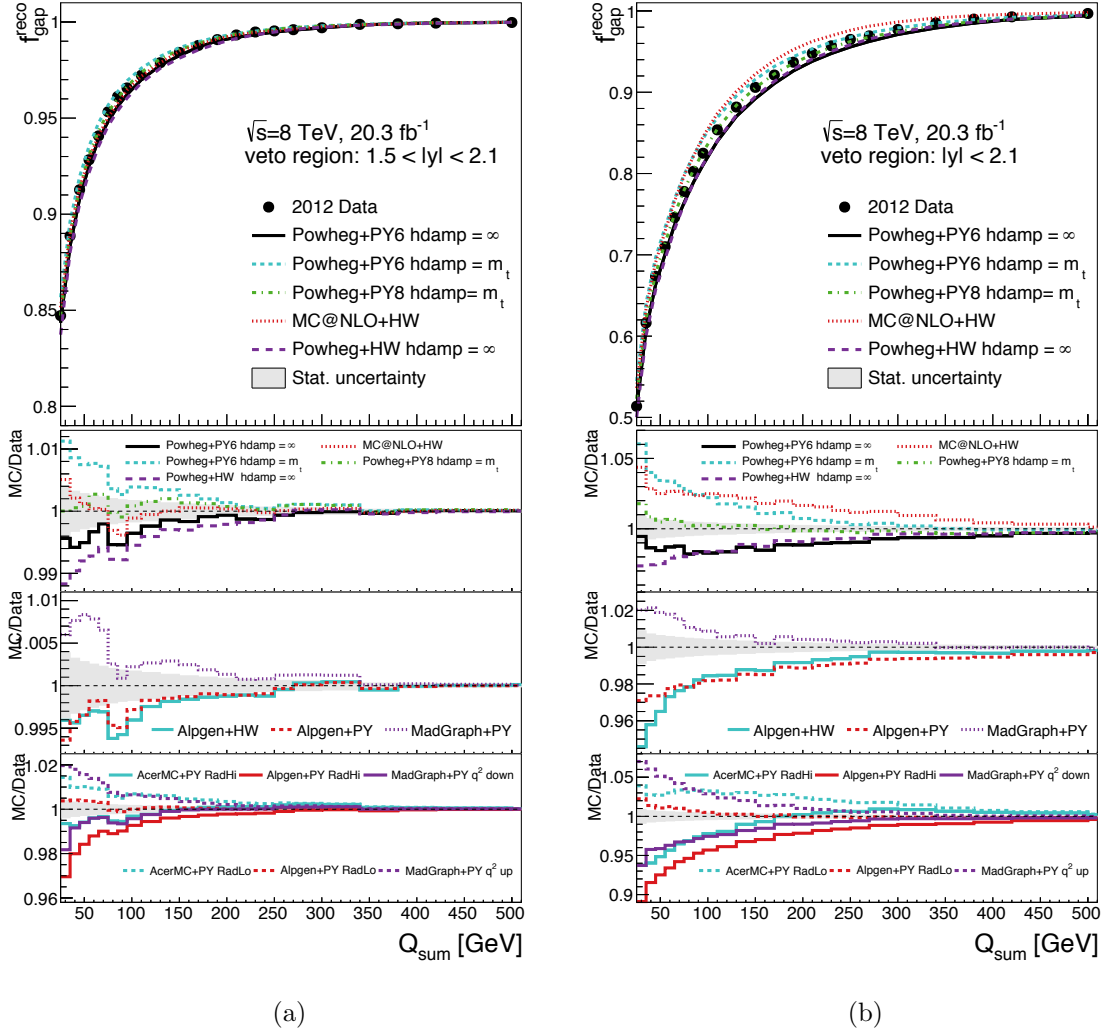 f^reco_gap
1
0.95
0.9
0.85
0.8
√s=8 TeV, 20.3 fb⁻¹
veto region: 1.5 < |y| < 2.1
2012 Data
Powheg+PY6 hdamp = ∞
Powheg+PY6 hdamp = m_t
Powheg+PY8 hdamp= m_t
MC@NLO+HW
Powheg+HW hdamp = ∞
Stat. uncertainty
MC/Data
1.01
1
0.99
Powheg+PY6 hdamp = ∞ MC@NLO+HW
Powheg+PY6 hdamp = m_t Powheg+PY8 hdamp = m_t
Powheg+HW hdamp = ∞
MC/Data
1.01
1.005
1
0.995
Alpgen+HW Alpgen+PY MadGraph+PY
MC/Data
1.02
1
0.98
0.96
AcerMC+PY RadHi Alpgen+PY RadHi MadGraph+PY q² down
AcerMC+PY RadLo Alpgen+PY RadLo MadGraph+PY q² up
50 100 150 200 250 300 350 400 450 500
Q_sum [GeV]
(a)
f^reco_gap
1
0.9
0.8
0.7
0.6
0.5
√s=8 TeV, 20.3 fb⁻¹
veto region: |y| < 2.1
2012 Data
Powheg+PY6 hdamp = ∞
Powheg+PY6 hdamp = m_t
Powheg+PY8 hdamp= m_t
MC@NLO+HW
Powheg+HW hdamp = ∞
Stat. uncertainty
MC/Data
1.05
1
Powheg+PY6 hdamp = ∞ MC@NLO+HW
Powheg+PY6 hdamp = m_t Powheg+PY8 hdamp = m_t
Powheg+HW hdamp = ∞
MC/Data
1.02
1
0.98
0.96
Alpgen+HW Alpgen+PY MadGraph+PY
MC/Data
1.05
1
0.95
0.9
AcerMC+PY RadHi Alpgen+PY RadHi MadGraph+PY q² down
AcerMC+PY RadLo Alpgen+PY RadLo MadGraph+PY q² up
50 100 150 200 250 300 350 400 450 500
Q_sum [GeV]
(b)